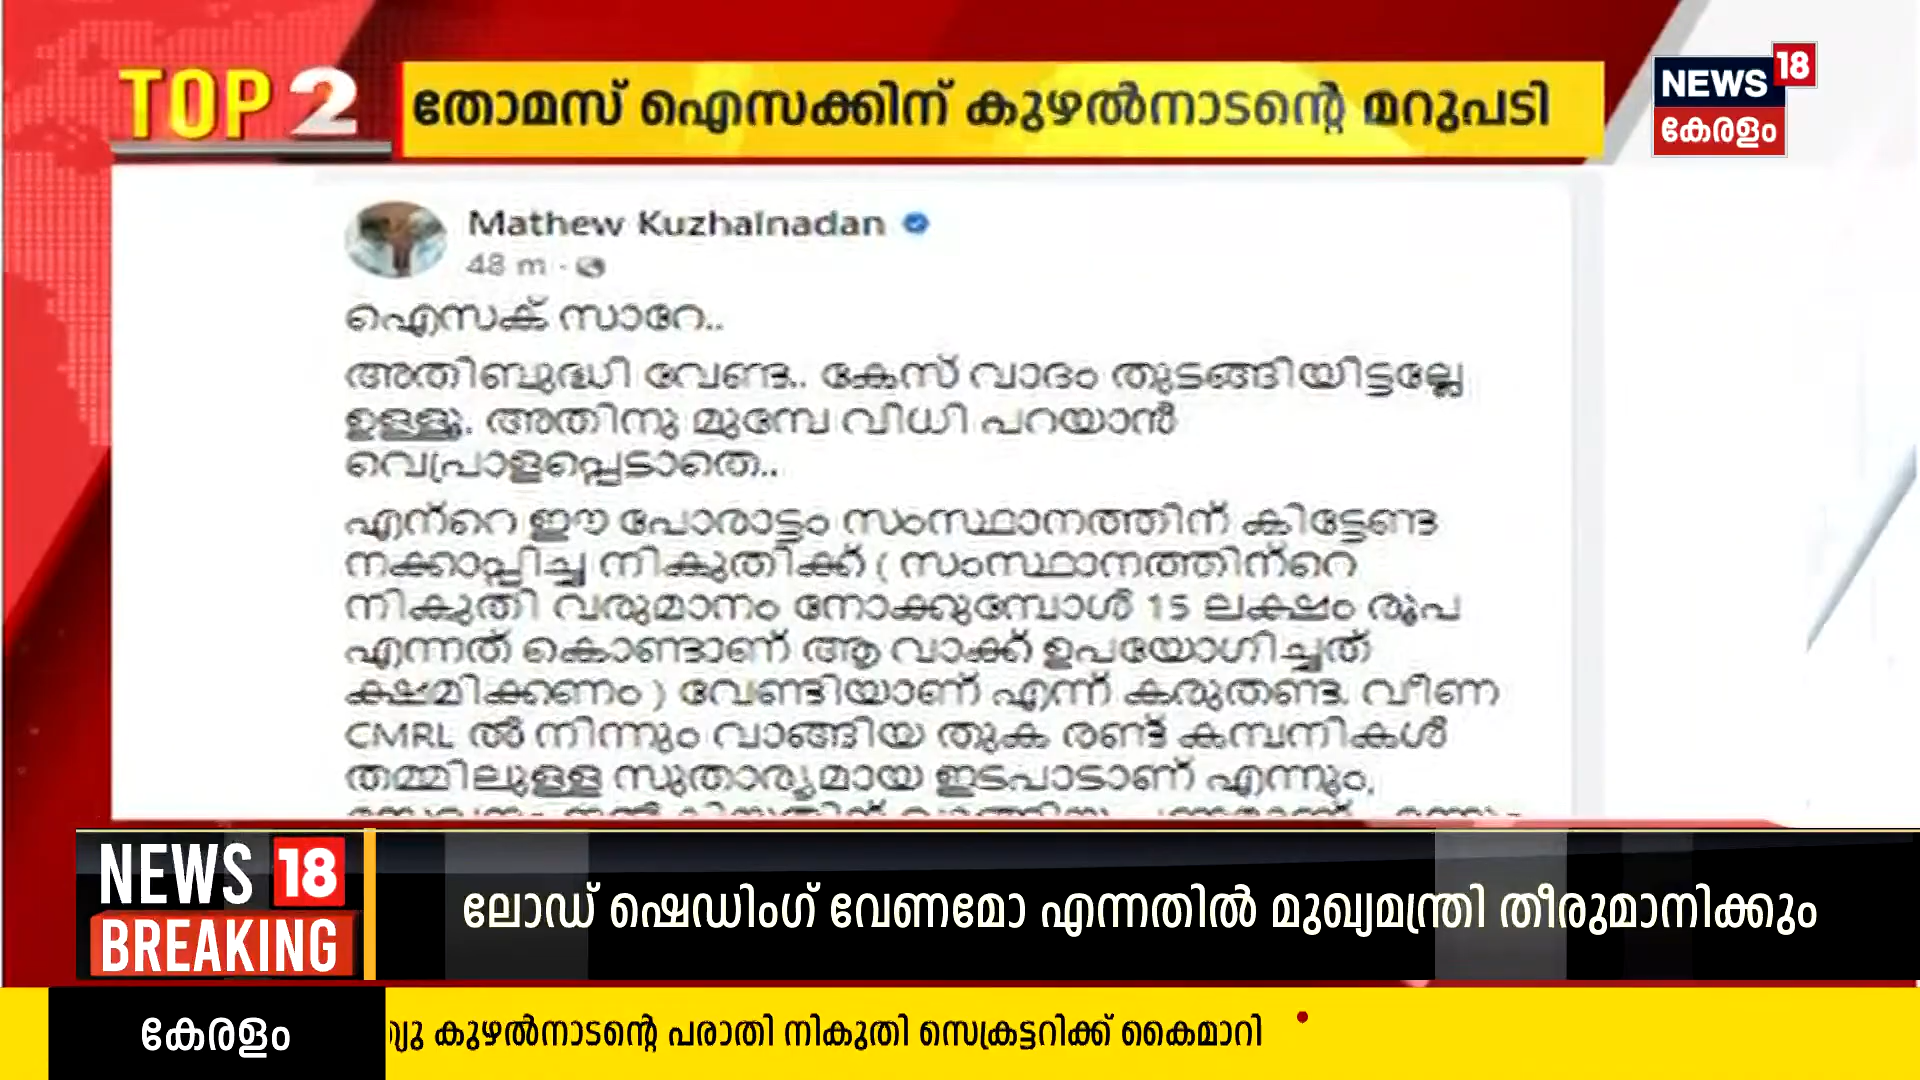 TOP 2
തോമസ് ഐസക്കിന് കുഴൽനാടന്റെ മറുപടി
NEWS 18
കേരളം
Mathew Kuzhalnadan
48 m
ഐസക് സാറേ..
അതിബുദ്ധി വേണ്ട.. കേസ് വാദം തുടങ്ങിയിട്ടല്ലേ
ഉള്ളൂ. അതിനു മുമ്പേ വിധി പറയാൻ
വെപ്രാളപ്പെടാതെ..
എന്റെ ഈ പോരാട്ടം സംസ്ഥാനത്തിന് കിട്ടേണ്ട
നക്കാപ്പിച്ച നികുതിക്ക് ( സംസ്ഥാനത്തിന്റെ
നികുതി വരുമാനം നോക്കുമ്പോൾ 15 ലക്ഷം രൂപ
എന്നത് കൊണ്ടാണ് ആ വാക്ക് ഉപയോഗിച്ചത്
ക്ഷമിക്കണം ) വേണ്ടിയാണ് എന്ന് കരുതണ്ട. വീണ
CMRL ൽ നിന്നും വാങ്ങിയ തുക രണ്ട് കമ്പനികൾ
തമ്മിലുള്ള സുതാര്യമായ ഇടപാടാണ് എന്നും,
NEWS 18
BREAKING
ലോഡ് ഷെഡിംഗ് വേണമോ എന്നതിൽ മുഖ്യമന്ത്രി തീരുമാനിക്കും
കേരളം
കുഴൽനാടന്റെ പരാതി നികുതി സെക്രട്ടറിക്ക് കൈമാറി